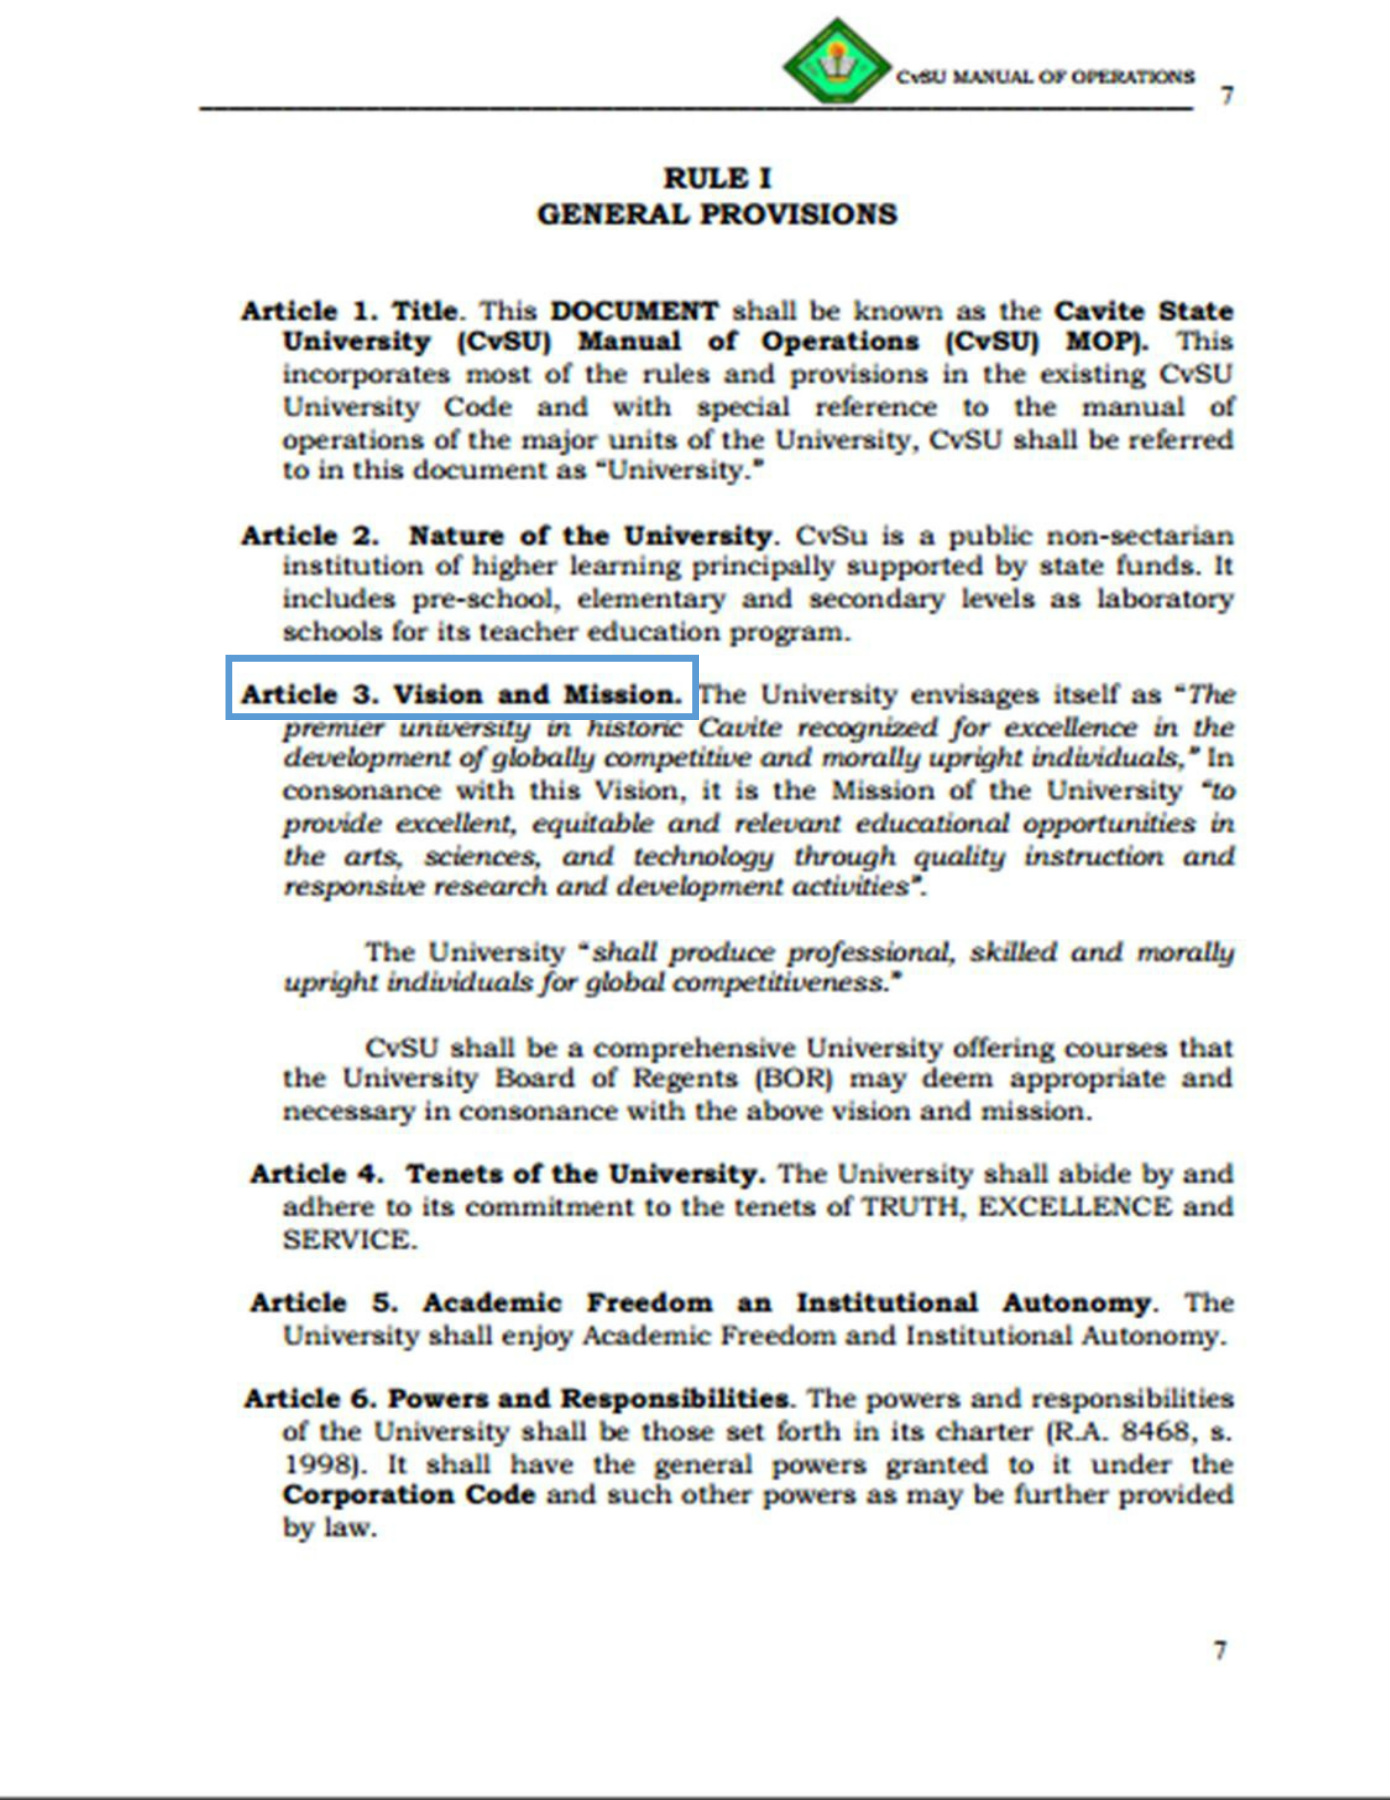 CvSU MANUAL OF OPERATIONS
7
RULE I
GENERAL PROVISIONS
Article 1. Title. This DOCUMENT shall be known as the Cavite State
University (CvSU) Manual of Operations (CvSU) MOP). This
incorporates most of the rules and provisions in the existing CvSU
University Code and with special reference to the manual of
operations of the major units of the University, CvSU shall be referred
to in this document as “University.”
Article 2. Nature of the University. CvSu is a public non-sectarian
institution of higher learning principally supported by state funds. It
includes pre-school, elementary and secondary levels as laboratory
schools for its teacher education program.
Article 3. Vision and Mission. The University envisages itself as “The
premier university in historic Cavite recognized for excellence in the
development of globally competitive and morally upright individuals,” In
consonance with this Vision, it is the Mission of the University “to
provide excellent, equitable and relevant educational opportunities in
the arts, sciences, and technology through quality instruction and
responsive research and development activities”.
The University “shall produce professional, skilled and morally
upright individuals for global competitiveness.”
CvSU shall be a comprehensive University offering courses that
the University Board of Regents (BOR) may deem appropriate and
necessary in consonance with the above vision and mission.
Article 4. Tenets of the University. The University shall abide by and
adhere to its commitment to the tenets of TRUTH, EXCELLENCE and
SERVICE.
Article 5. Academic Freedom an Institutional Autonomy. The
University shall enjoy Academic Freedom and Institutional Autonomy.
Article 6. Powers and Responsibilities. The powers and responsibilities
of the University shall be those set forth in its charter (R.A. 8468, s.
1998). It shall have the general powers granted to it under the
Corporation Code and such other powers as may be further provided
by law.
7